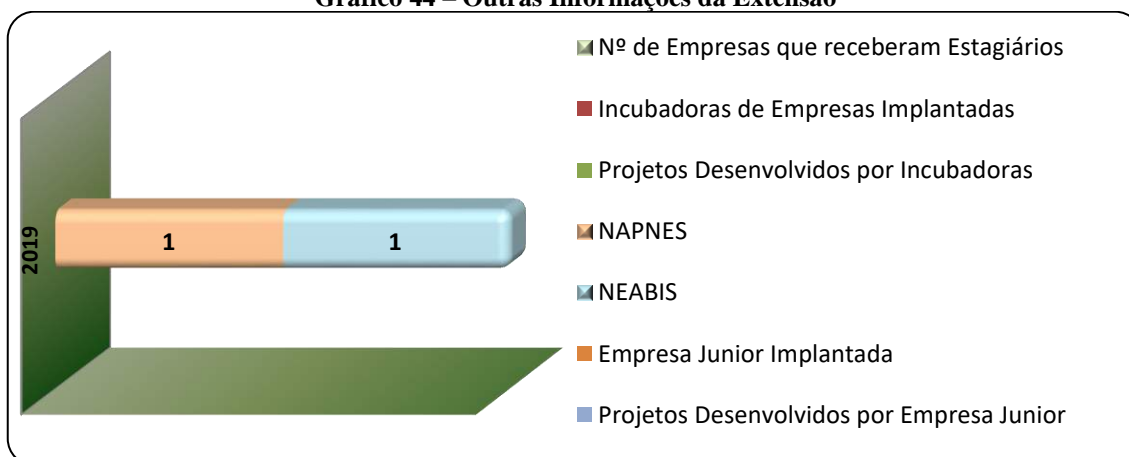 Gráfico 44 – Outras Informações da Extensão
Nº de Empresas que receberam Estagiários
Incubadoras de Empresas Implantadas
Projetos Desenvolvidos por Incubadoras
NAPNES
NEABIS
Empresa Junior Implantada
Projetos Desenvolvidos por Empresa Junior
2019
1 1